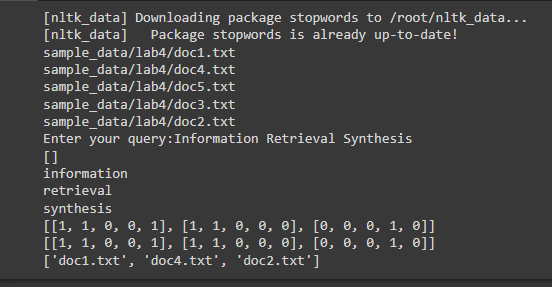 [nltk_data] Downloading package stopwords to /root/nltk_data...
[nltk_data]   Package stopwords is already up-to-date!
sample_data/lab4/doc1.txt
sample_data/lab4/doc4.txt
sample_data/lab4/doc5.txt
sample_data/lab4/doc3.txt
sample_data/lab4/doc2.txt
Enter your query:Information Retrieval Synthesis
[]
information
retrieval
synthesis
[[1, 1, 0, 0, 1], [1, 1, 0, 0, 0], [0, 0, 0, 1, 0]]
[[1, 1, 0, 0, 1], [1, 1, 0, 0, 0], [0, 0, 0, 1, 0]]
['doc1.txt', 'doc4.txt', 'doc2.txt']